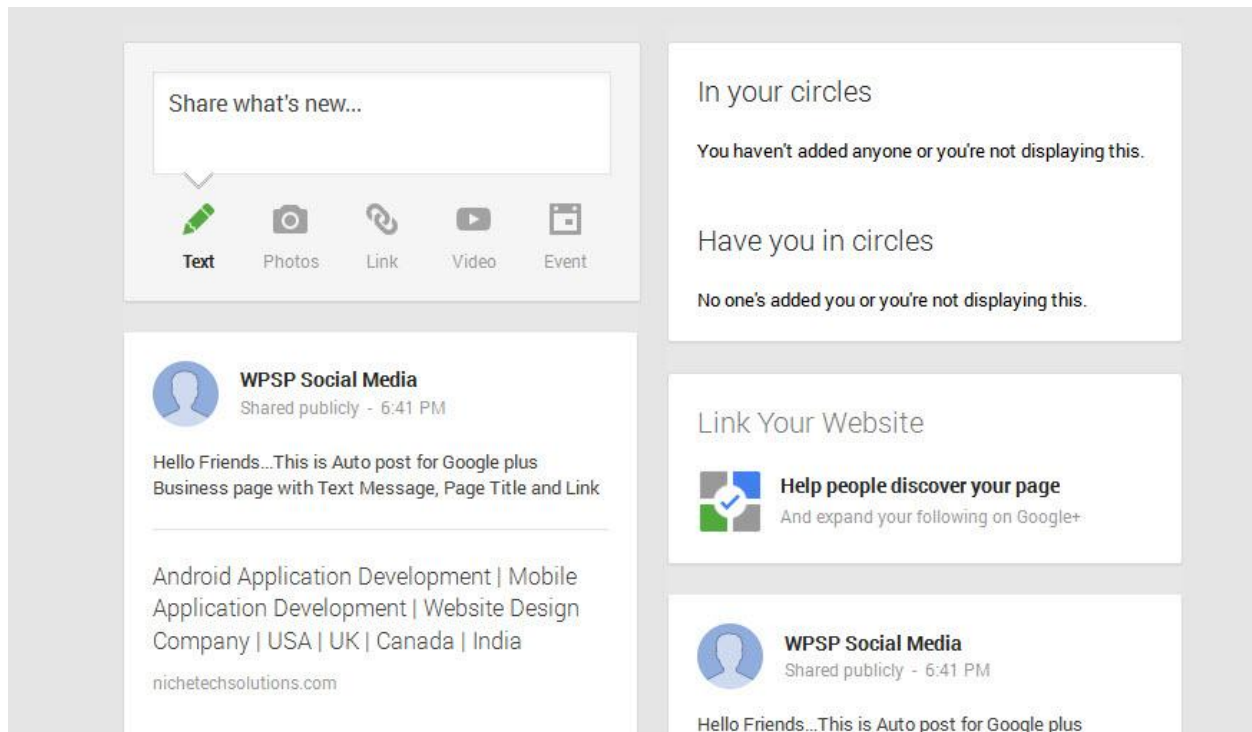 Share what's new...
Text Photos Link Video Event
WPSP Social Media
Shared publicly - 6:41 PM
Hello Friends...This is Auto post for Google plus
Business page with Text Message, Page Title and Link
Android Application Development | Mobile
Application Development | Website Design
Company | USA | UK | Canada | India
nichetechsolutions.com
In your circles
You haven't added anyone or you're not displaying this.
Have you in circles
No one's added you or you're not displaying this.
Link Your Website
Help people discover your page
And expand your following on Google+
WPSP Social Media
Shared publicly - 6:41 PM
Hello Friends...This is Auto post for Google plus